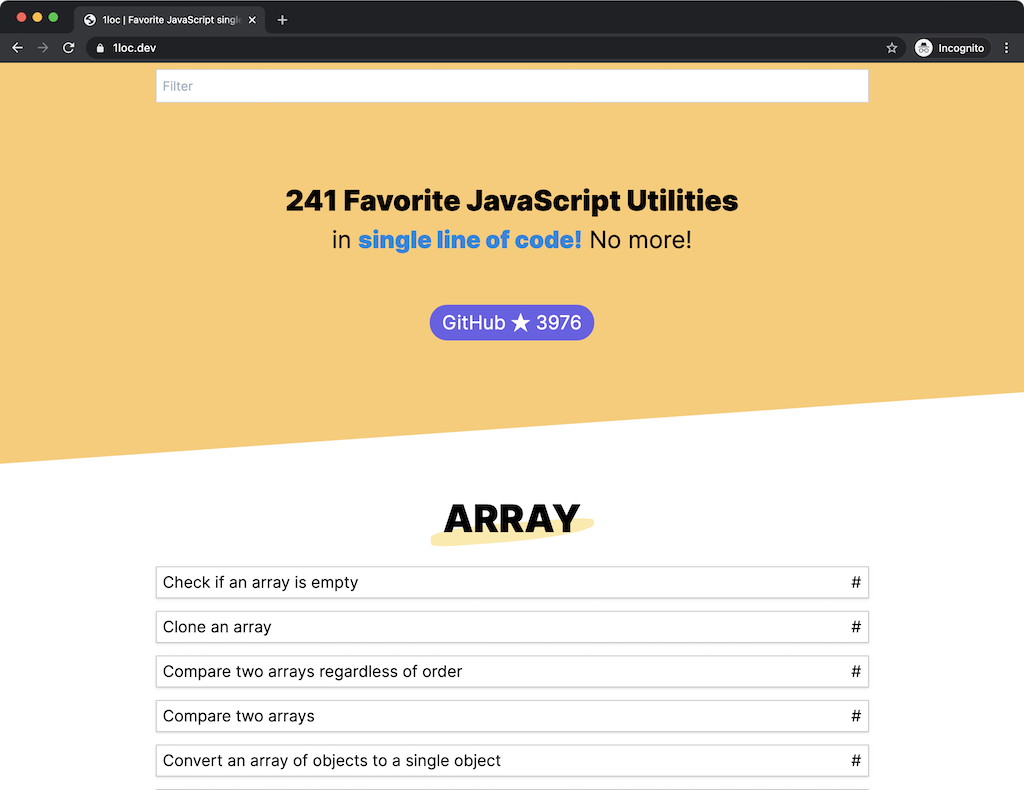 1loc | Favorite JavaScript singl
1loc.dev
Incognito
Filter
241 Favorite JavaScript Utilities
in single line of code! No more!
GitHub ★ 3976
ARRAY
Check if an array is empty #
Clone an array #
Compare two arrays regardless of order #
Compare two arrays #
Convert an array of objects to a single object #